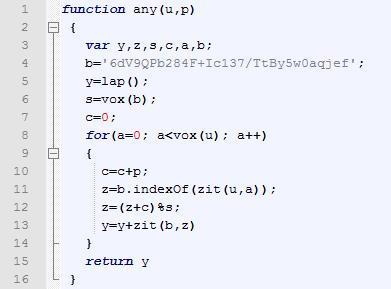 1 function any(u,p)
2 {
3 var y,z,s,c,a,b;
4 b='6dV9QPb284F+Ic137/TtBy5w0aqjef';
5 y=lap();
6 s=vox(b);
7 c=0;
8 for(a=0; a<vox(u); a++)
9 {
10 c=c+p;
11 z=b.indexOf(zit(u,a));
12 z=(z+c)%s;
13 y=y+zit(b,z)
14 }
15 return y
16 }